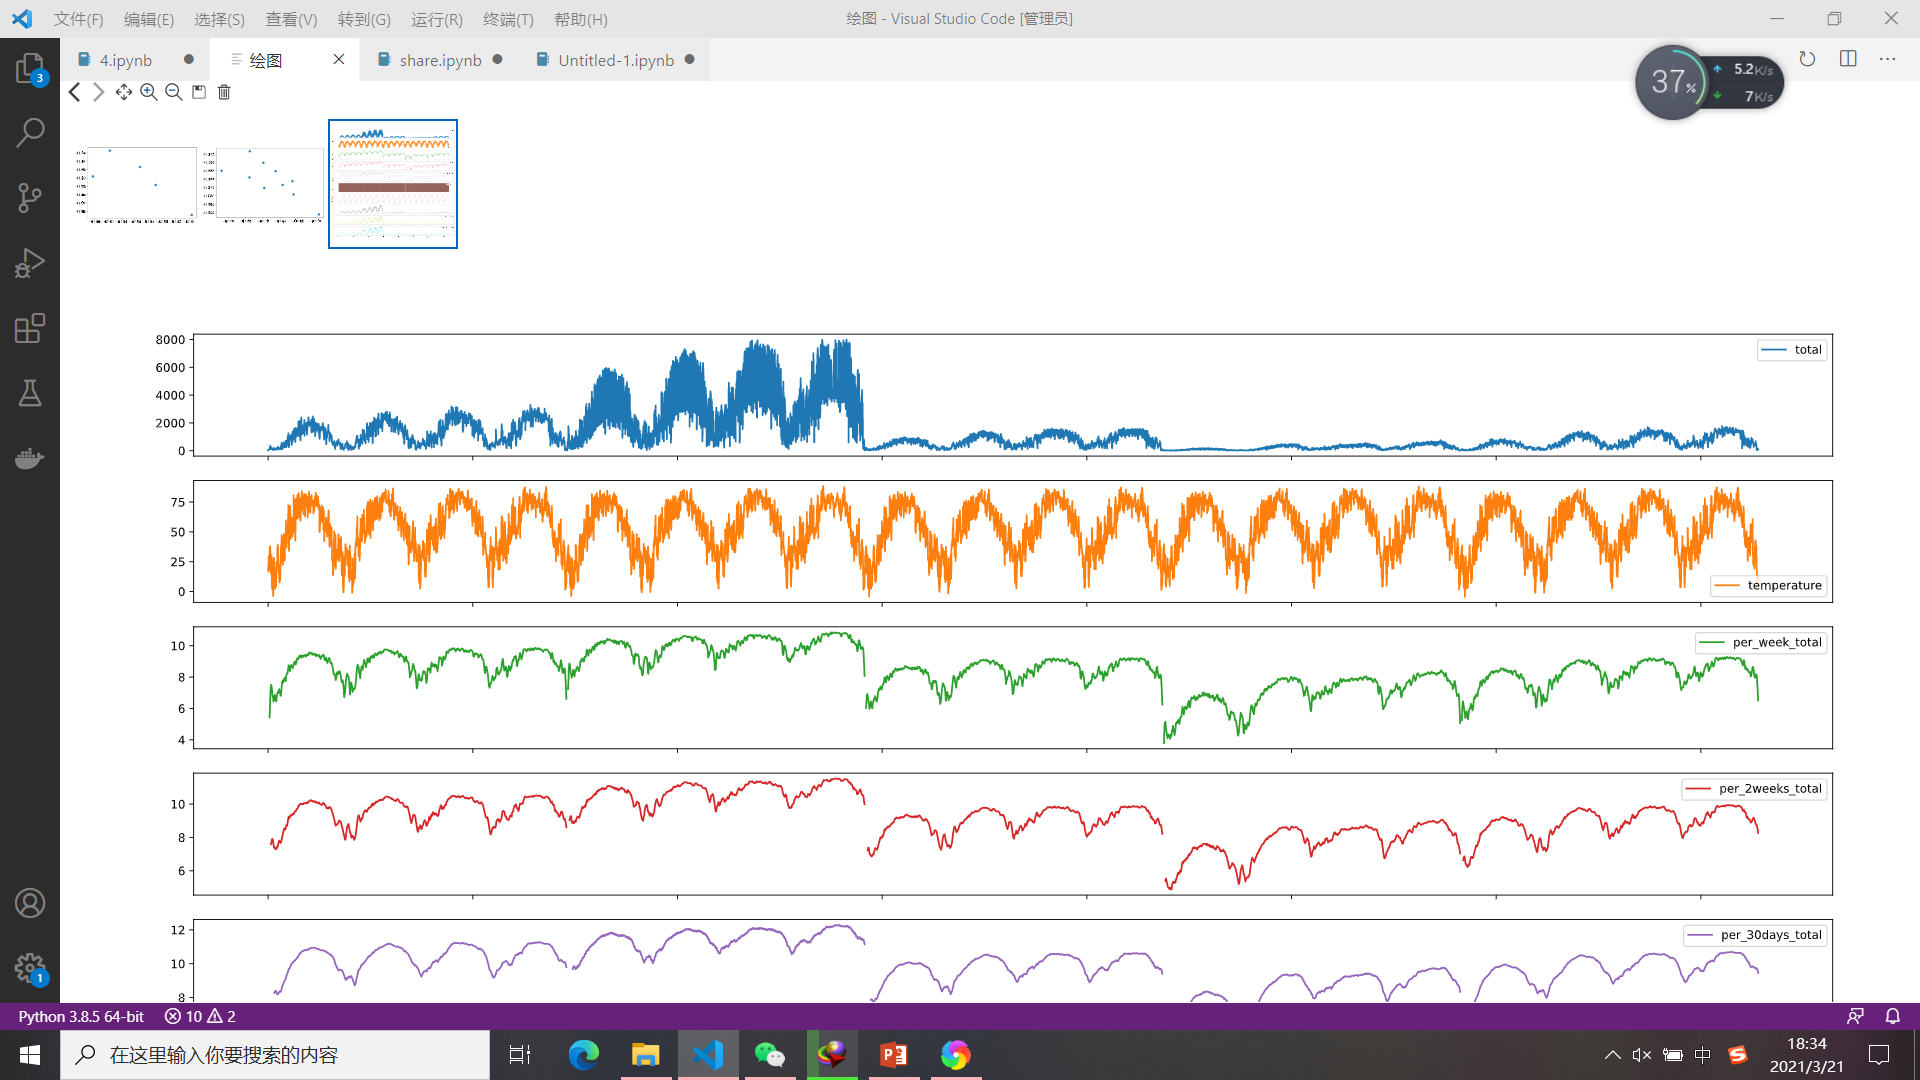 文件(F) 编辑(E) 选择(S) 查看(V) 转到(G) 运行(R) 终端(T) 帮助(H) 绘图 - Visual Studio Code [管理员]
4.ipynb 绘图 share.ipynb Untitled-1.ipynb
37% 5.2K/s
7K/s
3
8000
6000
4000
2000
0
total
75
50
25
0
temperature
10
8
6
4
per_week_total
10
8
6
per_2weeks_total
12
10
8
per_30days_total
1
Python 3.8.5 64-bit 10 2
在这里输入你要搜索的内容
中
18:34
2021/3/21